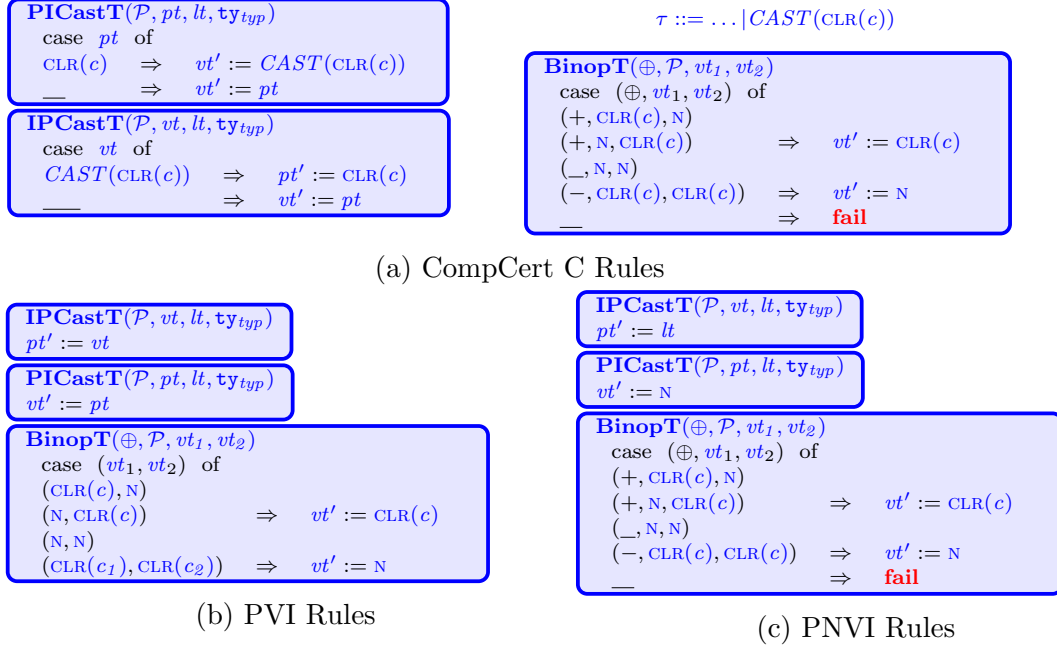 PICastT(𝒫, pt, lt, ty_typ)
case pt of
CLR(c) ⇒ vt′ := CAST(CLR(c))
__ ⇒ vt′ := pt
IPCastT(𝒫, vt, lt, ty_typ)
case vt of
CAST(CLR(c)) ⇒ pt′ := CLR(c)
___ ⇒ vt′ := pt
τ ::= … | CAST(CLR(c))
BinopT(⊕, 𝒫, vt₁, vt₂)
case (⊕, vt₁, vt₂) of
(+, CLR(c), N)
(+, N, CLR(c)) ⇒ vt′ := CLR(c)
(_, N, N)
(−, CLR(c), CLR(c)) ⇒ vt′ := N
__ ⇒ fail
(a) CompCert C Rules
IPCastT(𝒫, vt, lt, ty_typ)
pt′ := vt
PICastT(𝒫, pt, lt, ty_typ)
vt′ := pt
BinopT(⊕, 𝒫, vt₁, vt₂)
case (vt₁, vt₂) of
(CLR(c), N)
(N, CLR(c)) ⇒ vt′ := CLR(c)
(N, N)
(CLR(c₁), CLR(c₂)) ⇒ vt′ := N
(b) PVI Rules
IPCastT(𝒫, vt, lt, ty_typ)
pt′ := lt
PICastT(𝒫, pt, lt, ty_typ)
vt′ := N
BinopT(⊕, 𝒫, vt₁, vt₂)
case (⊕, vt₁, vt₂) of
(+, CLR(c), N)
(+, N, CLR(c)) ⇒ vt′ := CLR(c)
(_, N, N)
(−, CLR(c), CLR(c)) ⇒ vt′ := N
__ ⇒ fail
(c) PNVI Rules